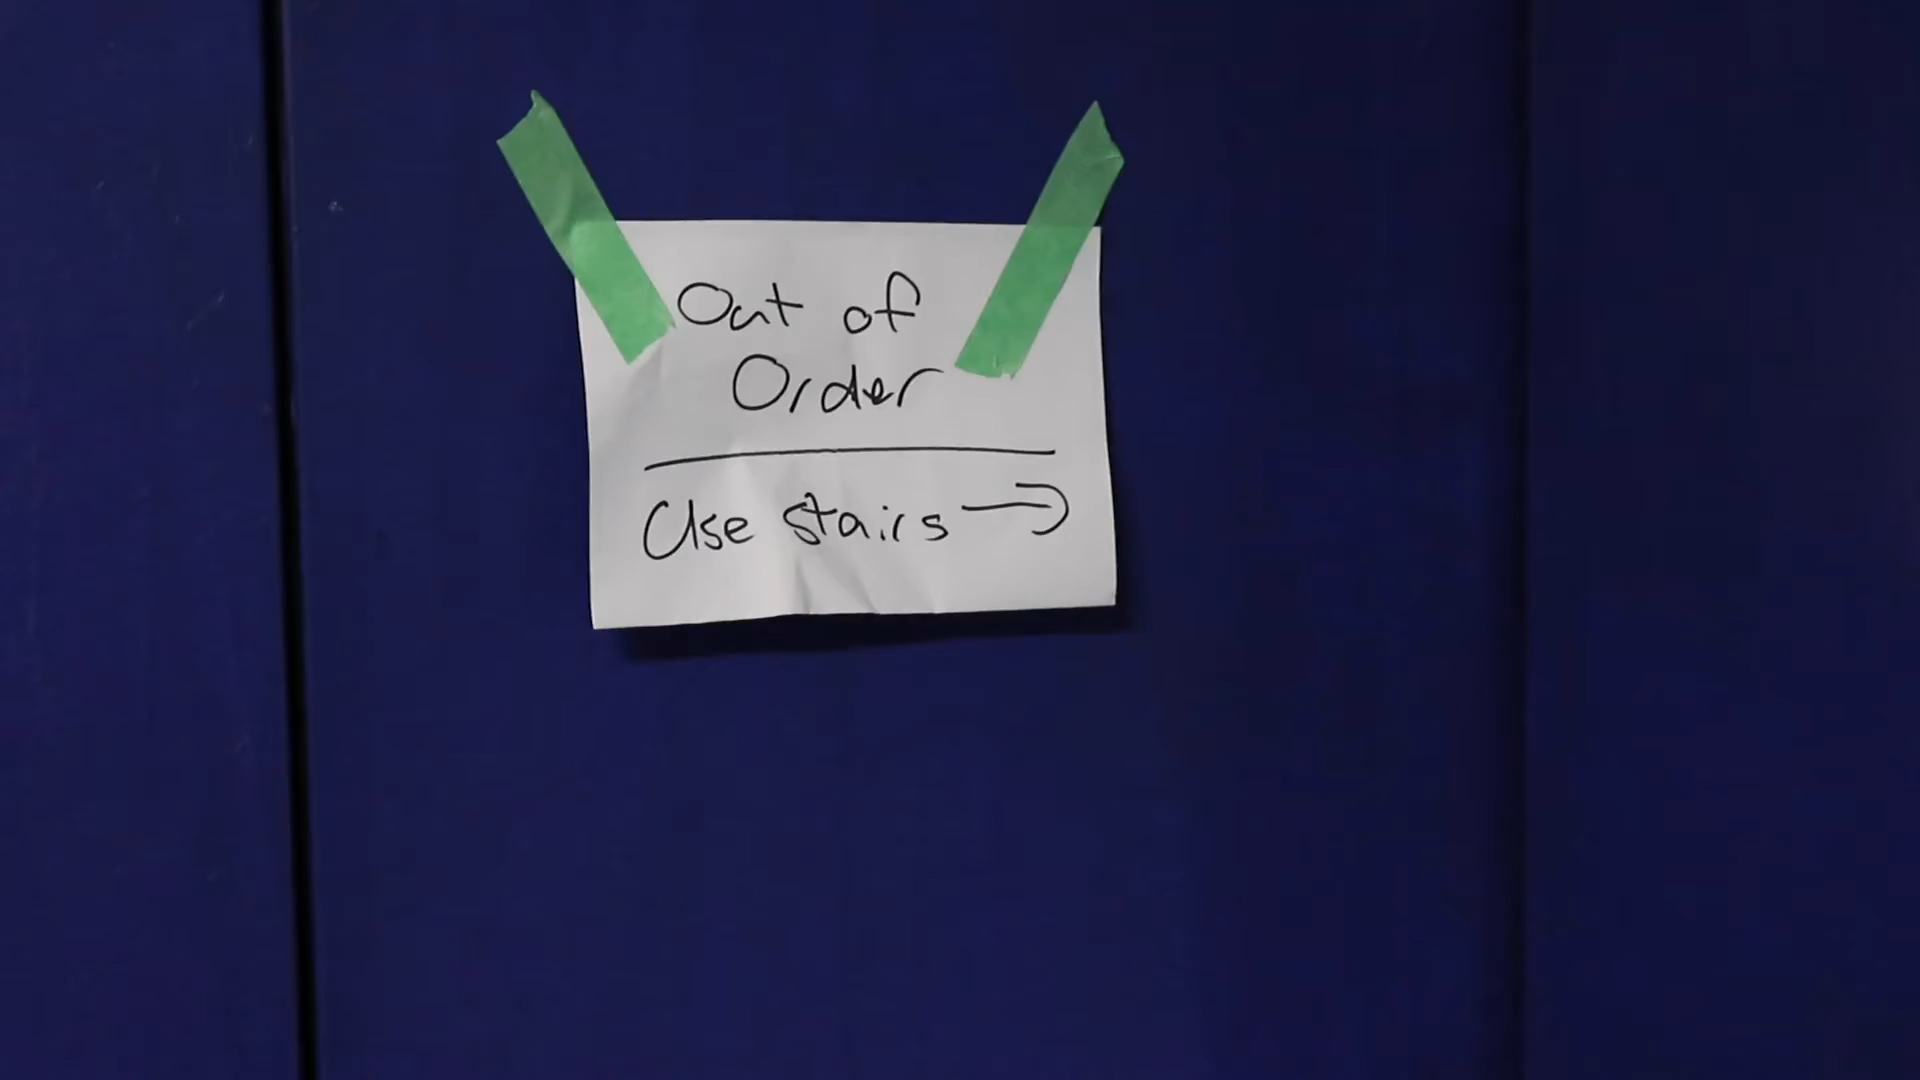 Out of
Order
Use stairs →